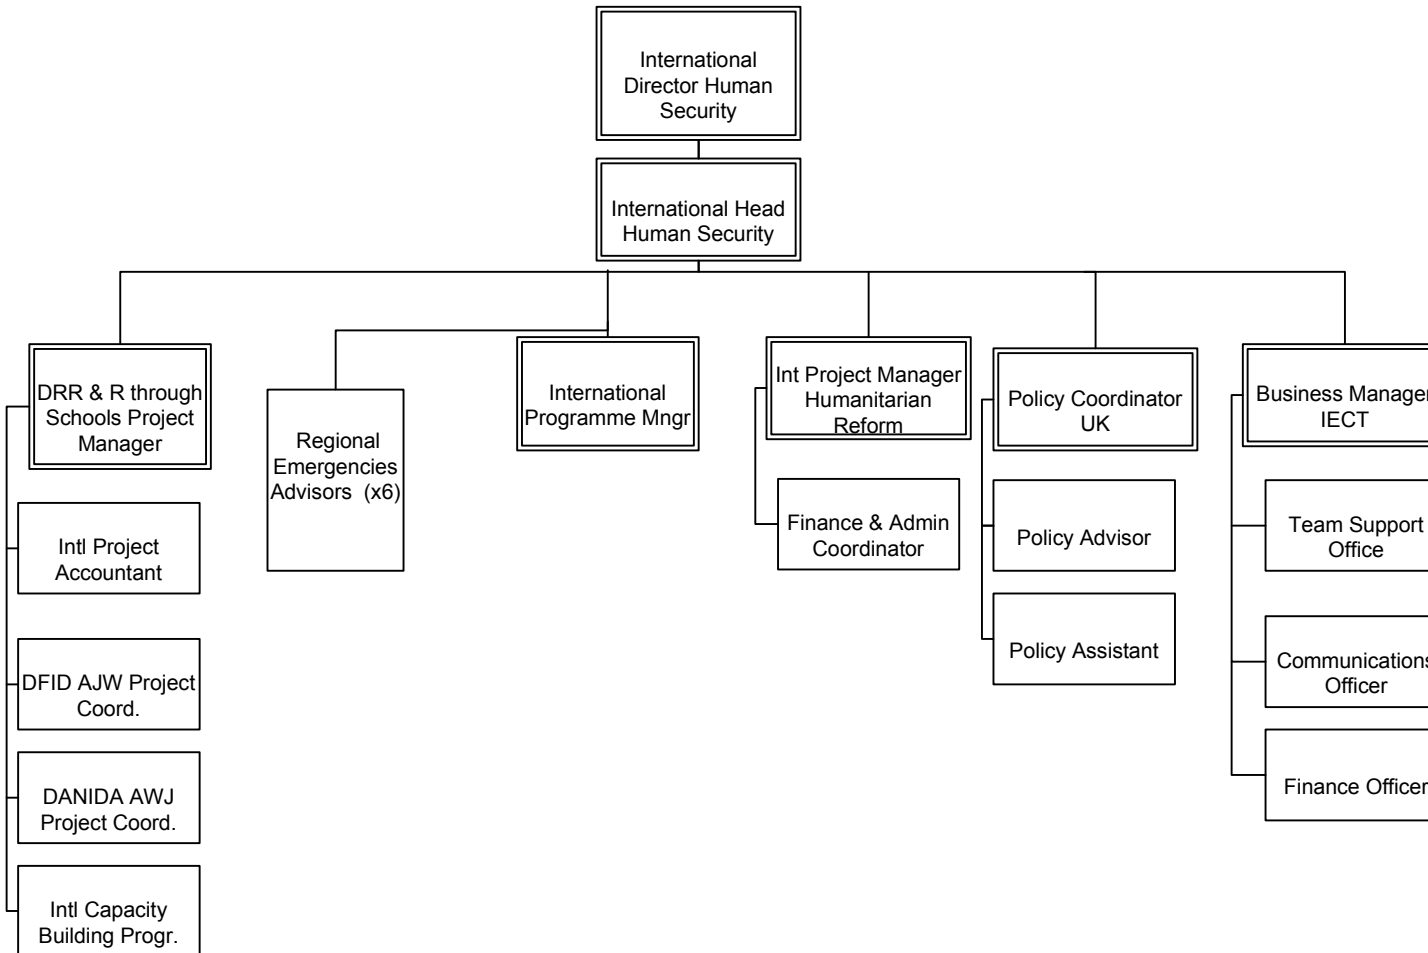 International
Director Human
Security
International Head
Human Security
DRR & R through
Schools Project
Manager
Intl Project
Accountant
DFID AJW Project
Coord.
DANIDA AWJ
Project Coord.
Intl Capacity
Building Progr.
Regional
Emergencies
Advisors (x6)
International
Programme Mngr
Int Project Manager
Humanitarian
Reform
Finance & Admin
Coordinator
Policy Coordinator
UK
Policy Advisor
Policy Assistant
Business Manager
IECT
Team Support
Office
Communications
Officer
Finance Officer